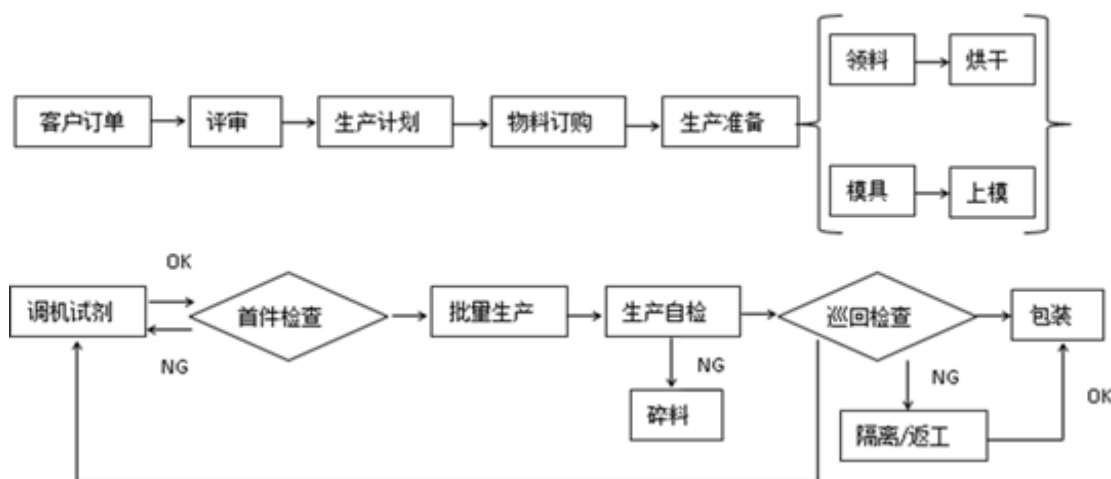 领料
烘干
客户订单
评审
生产计划
物料订购
生产准备
模具
上模
OK
调机试剂
首件检查
批量生产
生产自检
巡回检查
包装
NG
NG
NG
OK
碎料
隔离/返工